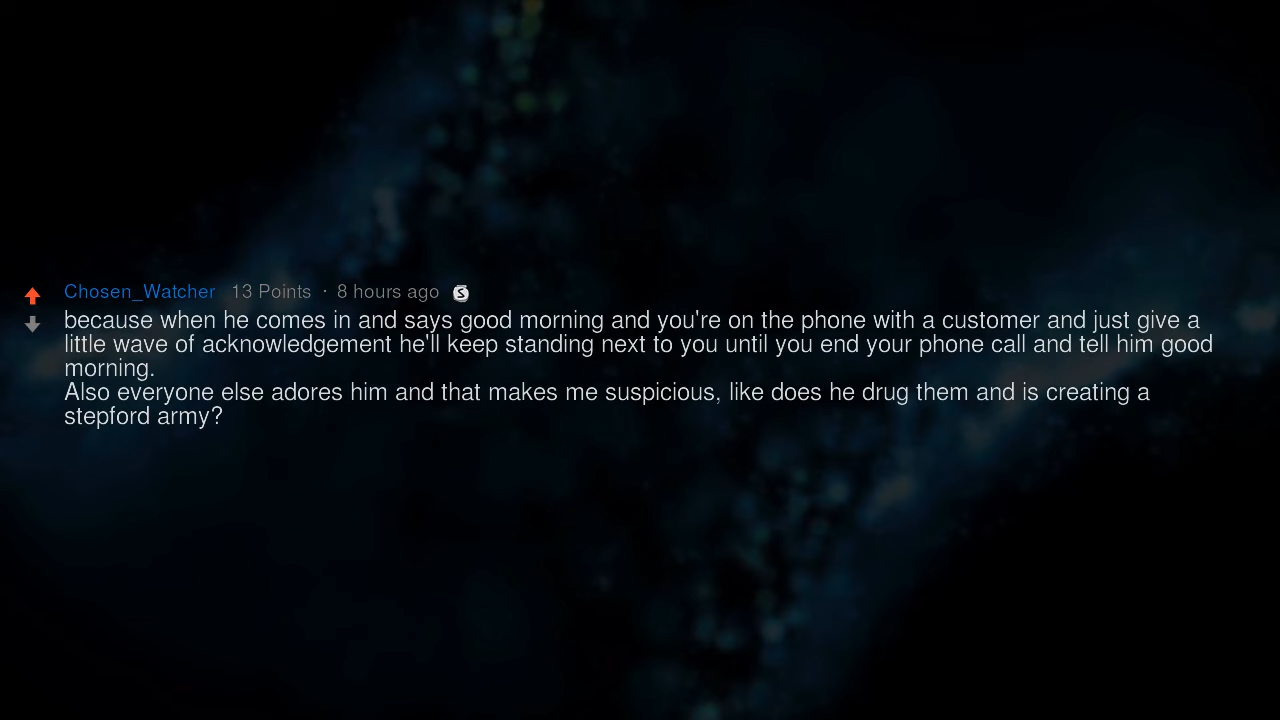 Chosen_Watcher 13 Points · 8 hours ago S
because when he comes in and says good morning and you're on the phone with a customer and just give a
little wave of acknowledgement he'll keep standing next to you until you end your phone call and tell him good
morning.
Also everyone else adores him and that makes me suspicious, like does he drug them and is creating a
stepford army?